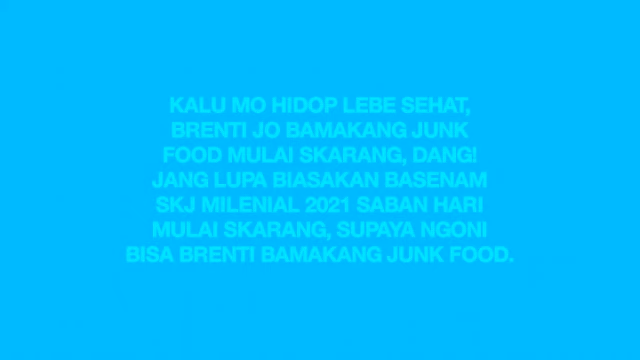 KALU MO HIDOP LEBE SEHAT,
BRENTI JO BAMAKANG JUNK
FOOD MULAI SKARANG, DANG!
JANG LUPA BIASAKAN BASENAM
SKJ MILENIAL 2021 SABAN HARI
MULAI SKARANG, SUPAYA NGONI
BISA BRENTI BAMAKANG JUNK FOOD.